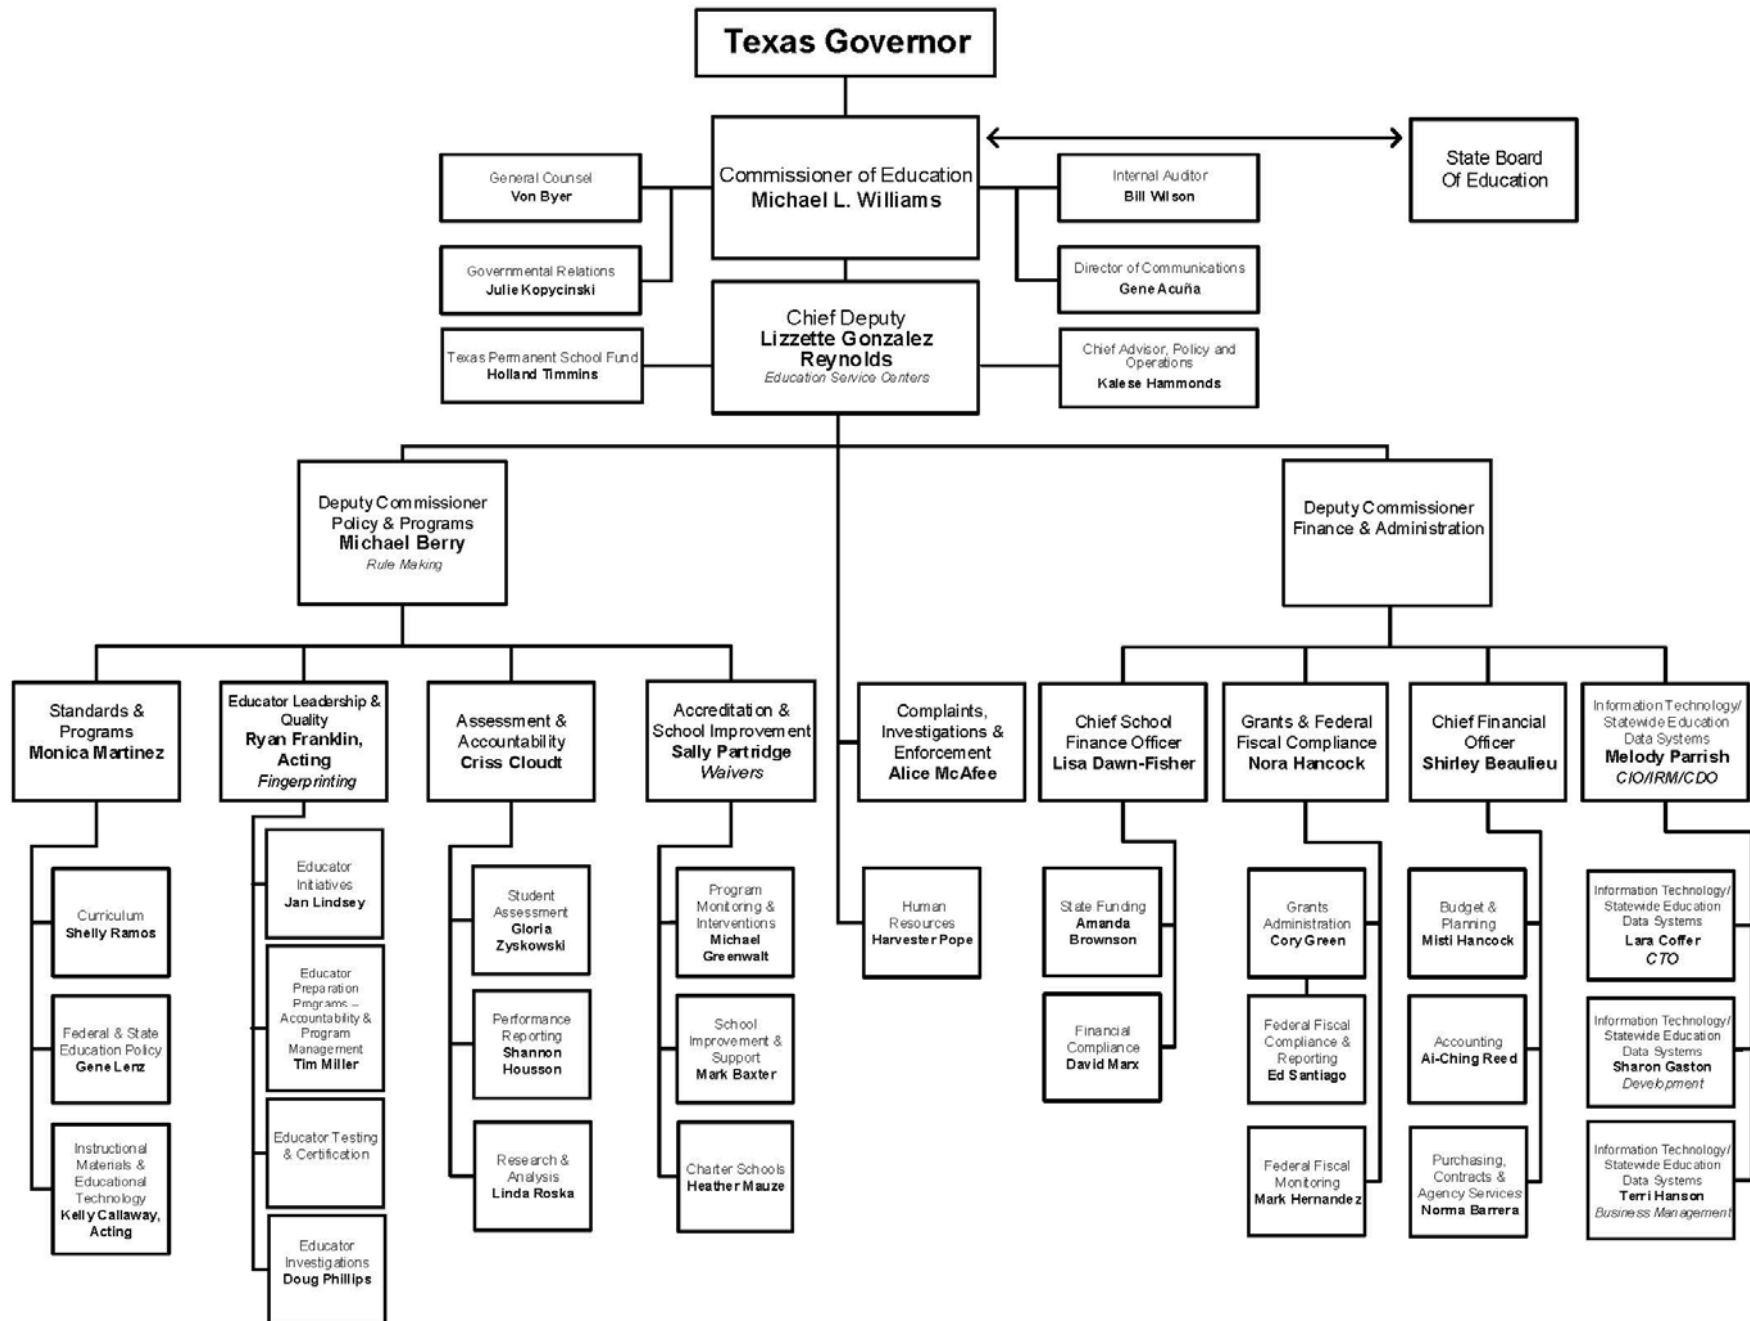 Texas Governor
Commissioner of Education
Michael L. Williams
State Board
Of Education
General Counsel
Von Byer
Internal Auditor
Bill Wilson
Governmental Relations
Julie Kopycinski
Director of Communications
Gene Acuña
Chief Deputy
Lizzette Gonzalez
Reynolds
Education Service Centers
Texas Permanent School Fund
Holland Timmins
Chief Advisor, Policy and
Operations
Kalese Hammonds
Deputy Commissioner
Policy & Programs
Michael Berry
Rule Making
Deputy Commissioner
Finance & Administration
Standards &
Programs
Monica Martinez
Educator Leadership &
Quality
Ryan Franklin,
Acting
Fingerprinting
Assessment &
Accountability
Criss Cloudt
Accreditation &
School Improvement
Sally Partridge
Waivers
Complaints,
Investigations &
Enforcement
Alice McAfee
Chief School
Finance Officer
Lisa Dawn-Fisher
Grants & Federal
Fiscal Compliance
Nora Hancock
Chief Financial
Officer
Shirley Beaulieu
Information Technology/
Statewide Education
Data Systems
Melody Parrish
CIO/IRM/CDO
Curriculum
Shelly Ramos
Federal & State
Education Policy
Gene Lenz
Instructional
Materials &
Educational
Technology
Kelly Callaway,
Acting
Educator
Initiatives
Jan Lindsey
Educator
Preparation
Programs –
Accountability &
Program
Management
Tim Miller
Educator Testing
& Certification
Educator
Investigations
Doug Phillips
Student
Assessment
Gloria
Zyskowski
Performance
Reporting
Shannon
Housson
Research &
Analysis
Linda Roska
Program
Monitoring &
Interventions
Michael
Greenwalt
School
Improvement &
Support
Mark Baxter
Charter Schools
Heather Mauze
Human
Resources
Harvester Pope
State Funding
Amanda
Brownson
Financial
Compliance
David Marx
Grants
Administration
Cory Green
Federal Fiscal
Compliance &
Reporting
Ed Santiago
Federal Fiscal
Monitoring
Mark Hernandez
Budget &
Planning
Misti Hancock
Accounting
Ai-Ching Reed
Purchasing,
Contracts &
Agency Services
Norma Barrera
Information Technology/
Statewide Education
Data Systems
Lara Coffer
CTO
Information Technology/
Statewide Education
Data Systems
Sharon Gaston
Development
Information Technology/
Statewide Education
Data Systems
Terri Hanson
Business Management